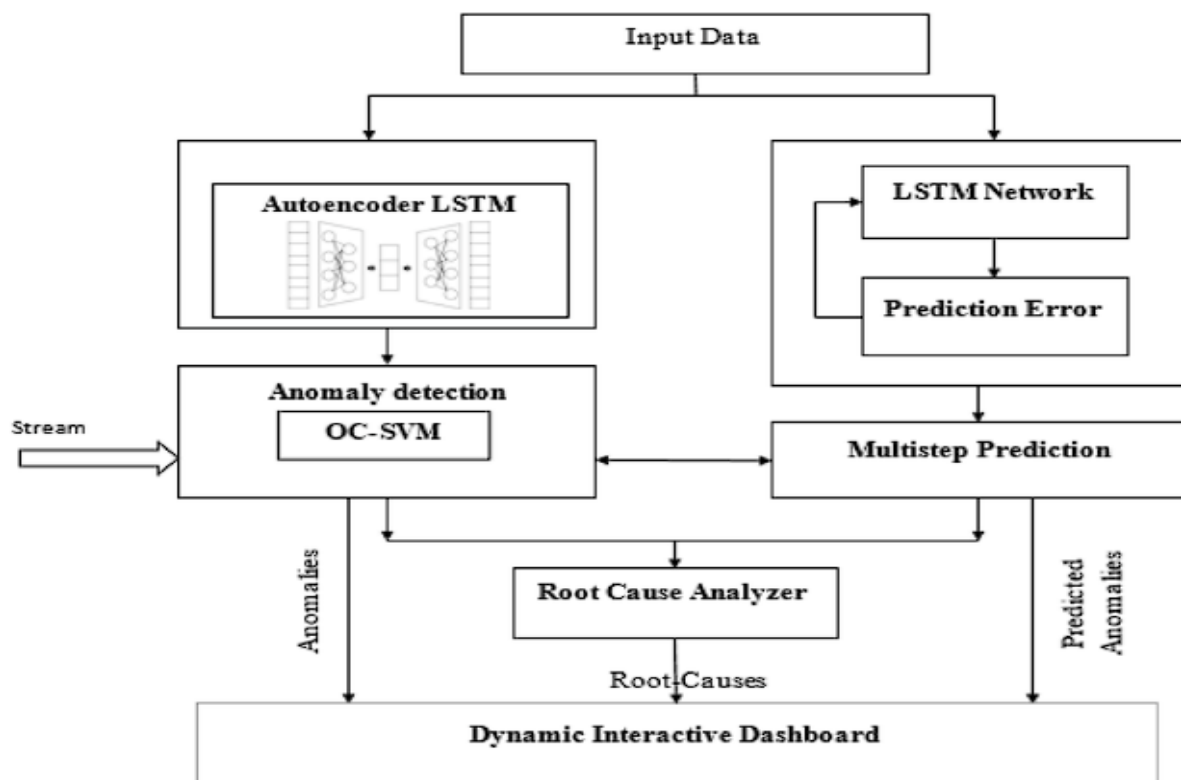 Input Data
Autoencoder LSTM
LSTM Network
Prediction Error
Anomaly detection
OC-SVM
Stream
Multistep Prediction
Anomalies
Root Cause Analyzer
Predicted
Anomalies
Root-Causes
Dynamic Interactive Dashboard